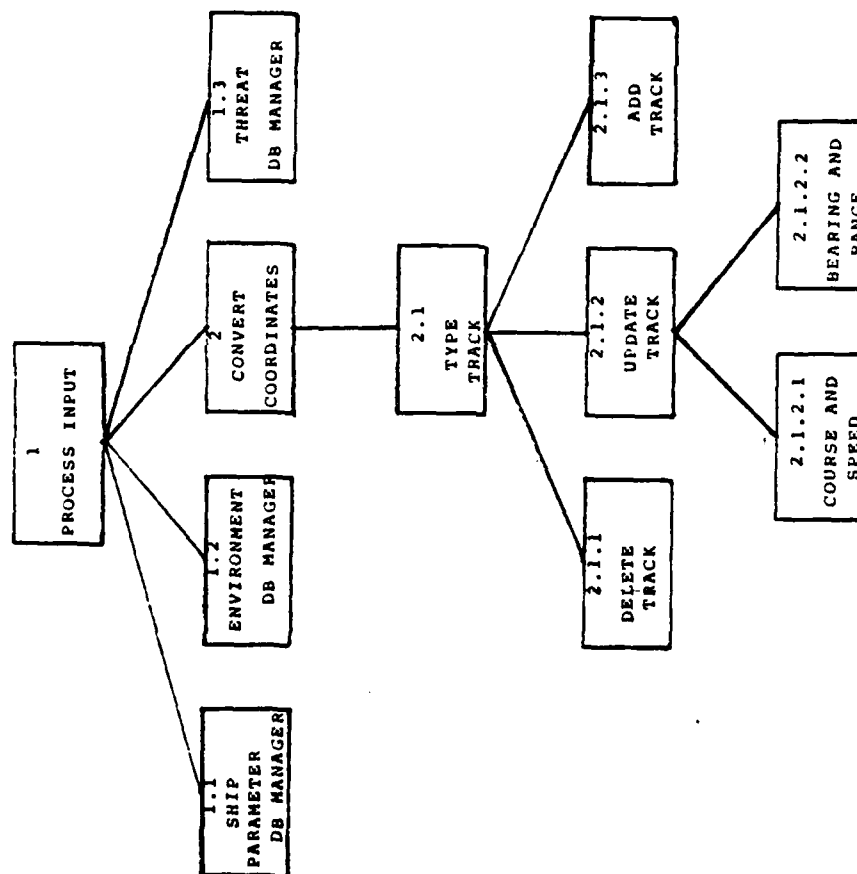 1
PROCESS INPUT
1.1
SHIP
PARAMETER
DB MANAGER
1.2
ENVIRONMENT
DB MANAGER
2
CONVERT
COORDINATES
1.3
THREAT
DB MANAGER
2.1
TYPE
TRACK
2.1.1
DELETE
TRACK
2.1.2
UPDATE
TRACK
2.1.3
ADD
TRACK
2.1.2.1
COURSE AND
SPEED
2.1.2.2
BEARING AND
RANGE